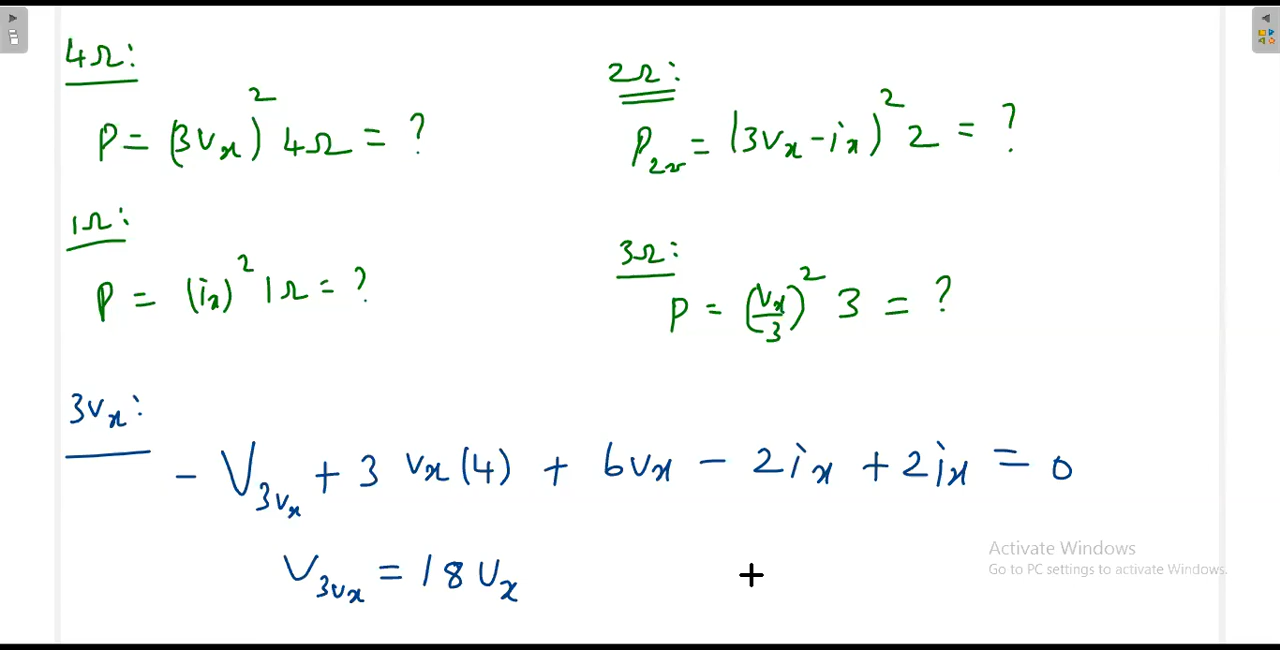 4Ω:
P = (3vₓ)² 4Ω = ?
2Ω:
P₂Ω = (3vₓ - iₓ)² 2 = ?
1Ω:
P = (iₓ)² 1Ω = ?
3Ω:
P = (vₓ/3)² 3 = ?
3vₓ:
- V₃ᵥₓ + 3 vₓ(4) + 6vₓ - 2iₓ + 2iₓ = 0
V₃ᵥₓ = 18 vₓ
Activate Windows
Go to PC settings to activate Windows.